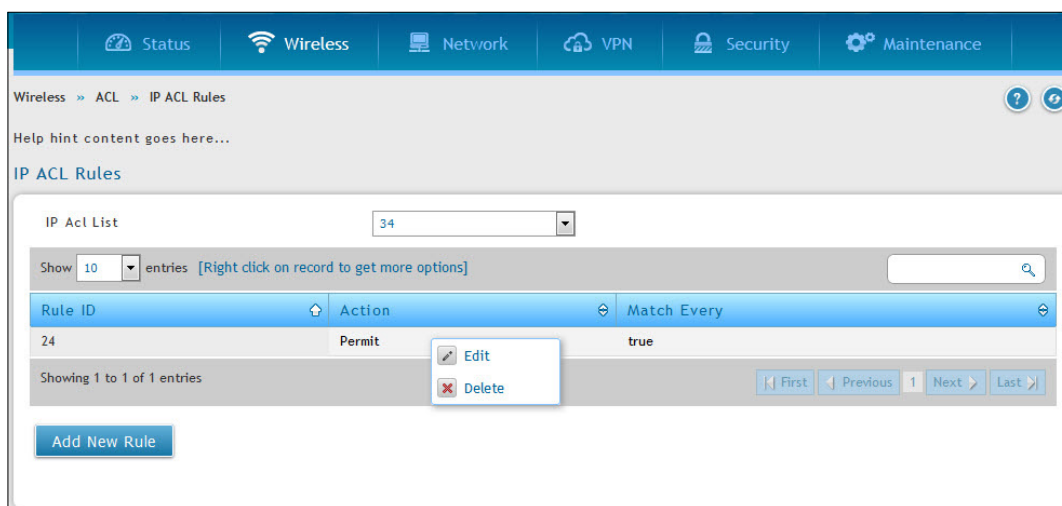 Status Wireless Network VPN Security Maintenance
Wireless » ACL » IP ACL Rules
Help hint content goes here...
IP ACL Rules
IP Acl List 34
Show 10 entries [Right click on record to get more options]
Rule ID Action Match Every
24 Permit true
Edit
Delete
Showing 1 to 1 of 1 entries First Previous 1 Next Last
Add New Rule